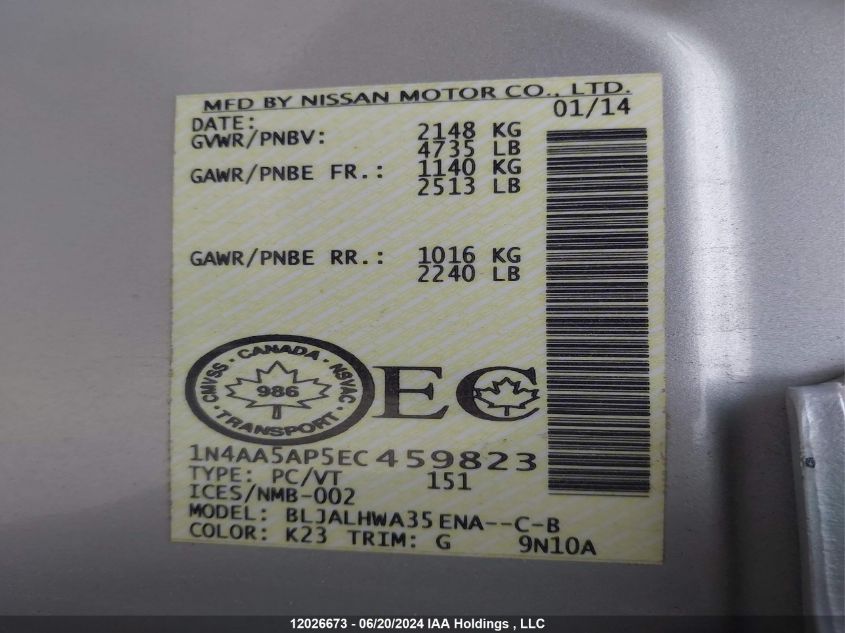 MFD BY NISSAN MOTOR CO., LTD.
DATE: 01/14
GVWR/PNBV: 2148 KG
4735 LB
GAWR/PNBE FR.: 1140 KG
2513 LB
GAWR/PNBE RR.: 1016 KG
2240 LB
CMVSS · CANADA · NSVAC
986
· TRANSPORT ·
EC
1N4AA5AP5EC459823
TYPE: PC/VT 151
ICES/NMB-002
MODEL: BLJALHWA35ENA--C-B
COLOR: K23 TRIM: G 9N10A
12026673 - 06/20/2024 IAA Holdings , LLC